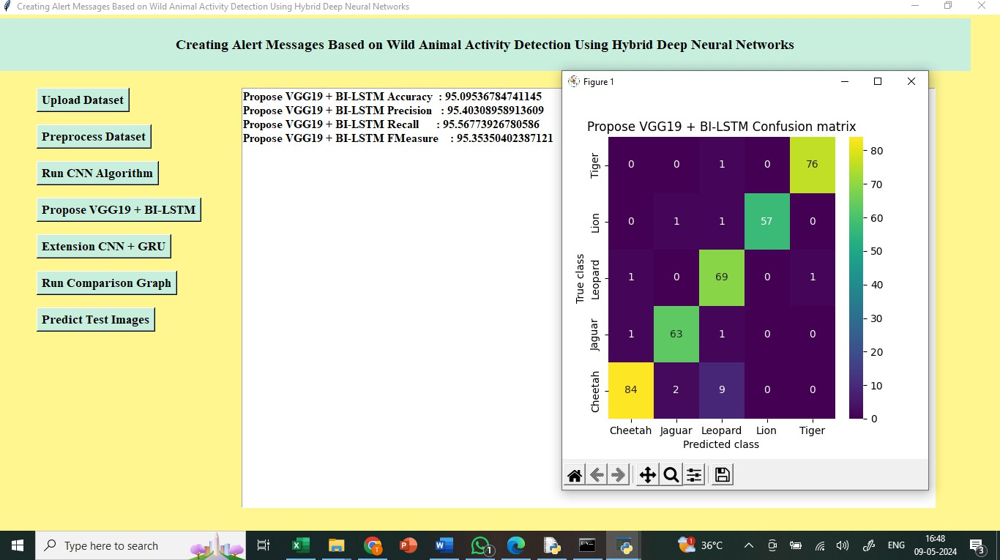 Creating Alert Messages Based on Wild Animal Activity Detection Using Hybrid Deep Neural Networks
Creating Alert Messages Based on Wild Animal Activity Detection Using Hybrid Deep Neural Networks
Upload Dataset
Preprocess Dataset
Run CNN Algorithm
Propose VGG19 + BI-LSTM
Extension CNN + GRU
Run Comparison Graph
Predict Test Images
Propose VGG19 + BI-LSTM Accuracy : 95.09536784741145
Propose VGG19 + BI-LSTM Precision : 95.40308958913609
Propose VGG19 + BI-LSTM Recall : 95.56773926780586
Propose VGG19 + BI-LSTM FMeasure : 95.35350402387121
Figure 1
Propose VGG19 + BI-LSTM Confusion matrix
True class
Tiger 0 0 1 0 76
Lion 0 1 1 57 0
Leopard 1 0 69 0 1
Jaguar 1 63 1 0 0
Cheetah 84 2 9 0 0
Cheetah Jaguar Leopard Lion Tiger
Predicted class
80
70
60
50
40
30
20
10
0
Type here to search
1
1
36°C
ENG
16:48
09-05-2024
3